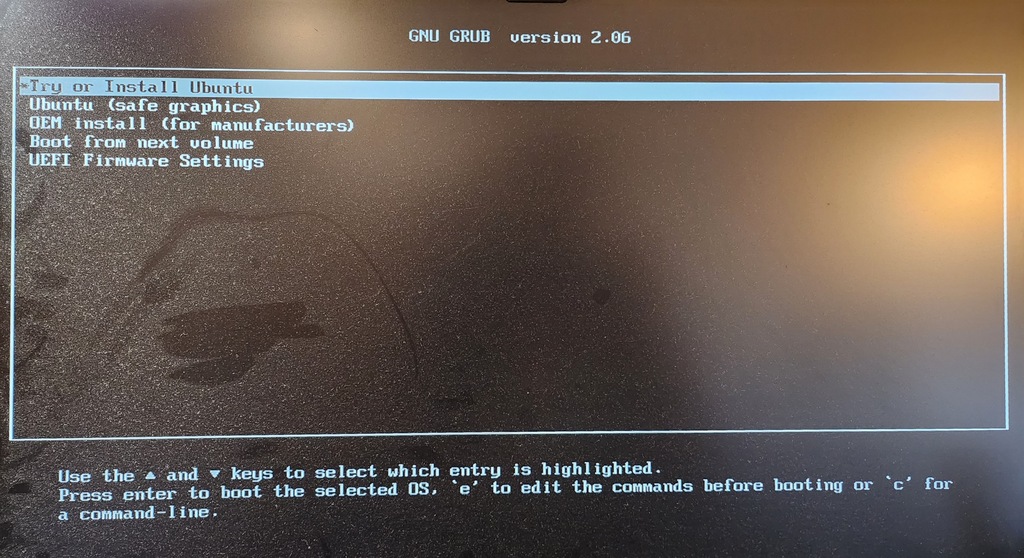 GNU GRUB  version 2.06
*Try or Install Ubuntu
Ubuntu (safe graphics)
OEM install (for manufacturers)
Boot from next volume
UEFI Firmware Settings
Use the ▲ and ▼ keys to select which entry is highlighted.
Press enter to boot the selected OS, `e' to edit the commands before booting or `c' for
a command-line.